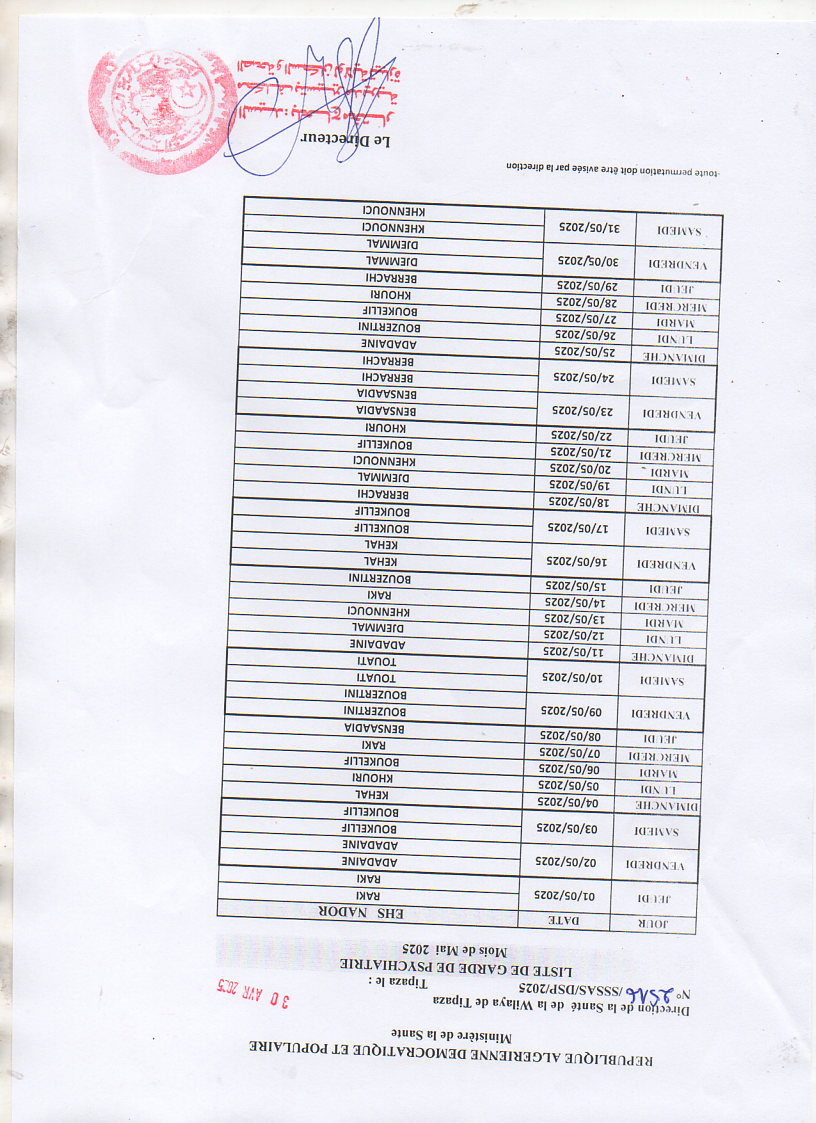 REPUBLIQUE ALGERIENNE DEMOCRATIQUE ET POPULAIRE
Ministère de la Sante
Direction de la Santé de la Wilaya de Tipaza
30 AVR 2025
N° 2516 /SSSAS/DSP/2025 Tipaza le :
LISTE DE GARDE DE PSYCHIATRIE
Mois de Mai 2025
JOUR DATE EHS NADOR
JEUDI 01/05/2025 RAKI
RAKI
VENDREDI 02/05/2025 ADADAINE
ADADAINE
SAMEDI 03/05/2025 BOUKELLIF
BOUKELLIF
DIMANCHE 04/05/2025 KEHAL
LUNDI 05/05/2025 KHOURI
MARDI 06/05/2025 BOUKELLIF
MERCREDI 07/05/2025 RAKI
JEUDI 08/05/2025 BENSAADIA
VENDREDI 09/05/2025 BOUZERTINI
BOUZERTINI
SAMEDI 10/05/2025 TOUATI
TOUATI
DIMANCHE 11/05/2025 ADADAINE
LUNDI 12/05/2025 DJEMMAL
MARDI 13/05/2025 KHENNOUCI
MERCREDI 14/05/2025 RAKI
JEUDI 15/05/2025 BOUZERTINI
VENDREDI 16/05/2025 KEHAL
KEHAL
SAMEDI 17/05/2025 BOUKELLIF
BOUKELLIF
DIMANCHE 18/05/2025 BERRACHI
LUNDI 19/05/2025 DJEMMAL
MARDI 20/05/2025 KHENNOUCI
MERCREDI 21/05/2025 BOUKELLIF
JEUDI 22/05/2025 KHOURI
VENDREDI 23/05/2025 BENSAADIA
BENSAADIA
SAMEDI 24/05/2025 BERRACHI
BERRACHI
DIMANCHE 25/05/2025 ADADAINE
LUNDI 26/05/2025 BOUZERTINI
MARDI 27/05/2025 BOUKELLIF
MERCREDI 28/05/2025 KHOURI
JEUDI 29/05/2025 BERRACHI
VENDREDI 30/05/2025 DJEMMAL
DJEMMAL
SAMEDI 31/05/2025 KHENNOUCI
KHENNOUCI
-toute permutation doit être avisée par la direction
Le Directeur
السيد: بلحاج مختار
مكلف بتسيير مديرية
الصحة والسكان لولاية تيبازة